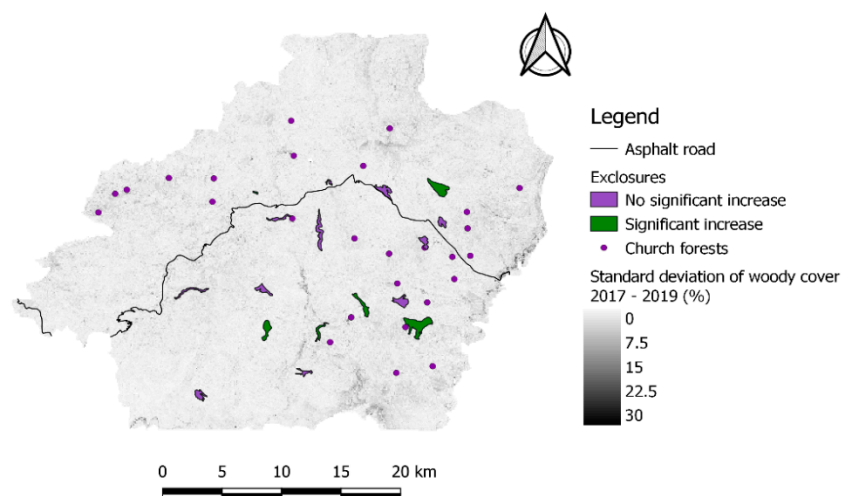 Legend
Asphalt road
Exclosures
No significant increase
Significant increase
Church forests
Standard deviation of woody cover
2017 - 2019 (%)
0
7.5
15
22.5
30
0 5 10 15 20 km